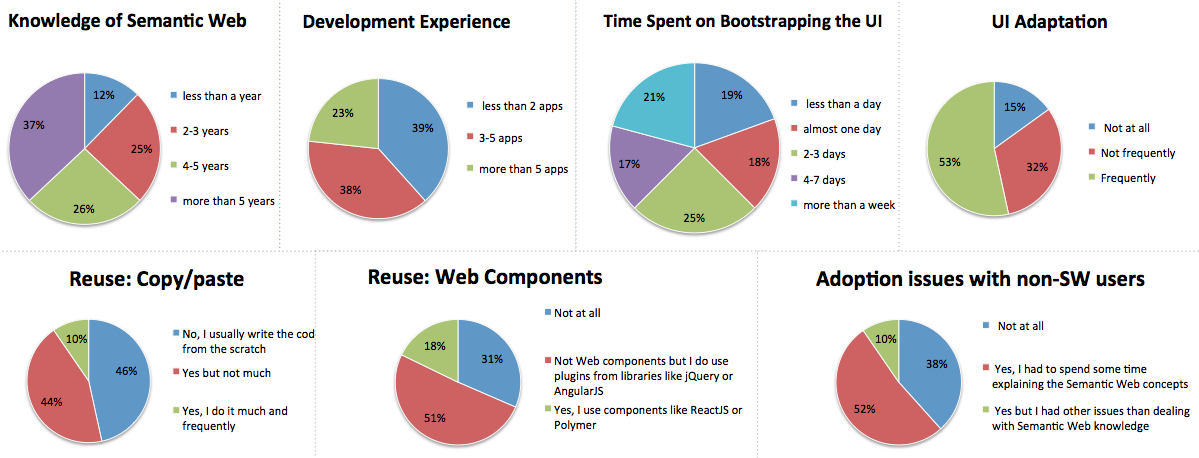 Knowledge of Semantic Web
12%
25%
26%
37%
less than a year
2-3 years
4-5 years
more than 5 years
Development Experience
39%
38%
23%
less than 2 apps
3-5 apps
more than 5 apps
Time Spent on Bootstrapping the UI
19%
18%
25%
17%
21%
less than a day
almost one day
2-3 days
4-7 days
more than a week
UI Adaptation
15%
32%
53%
Not at all
Not frequently
Frequently
Reuse: Copy/paste
46%
44%
10%
No, I usually write the cod
from the scratch
Yes but not much
Yes, I do it much and
frequently
Reuse: Web Components
31%
51%
18%
Not at all
Not Web components but I do use
plugins from libraries like jQuery or
AngularJS
Yes, I use components like ReactJS or
Polymer
Adoption issues with non-SW users
38%
52%
10%
Not at all
Yes, I had to spend some time
explaining the Semantic Web concepts
Yes but I had other issues than dealing
with Semantic Web knowledge